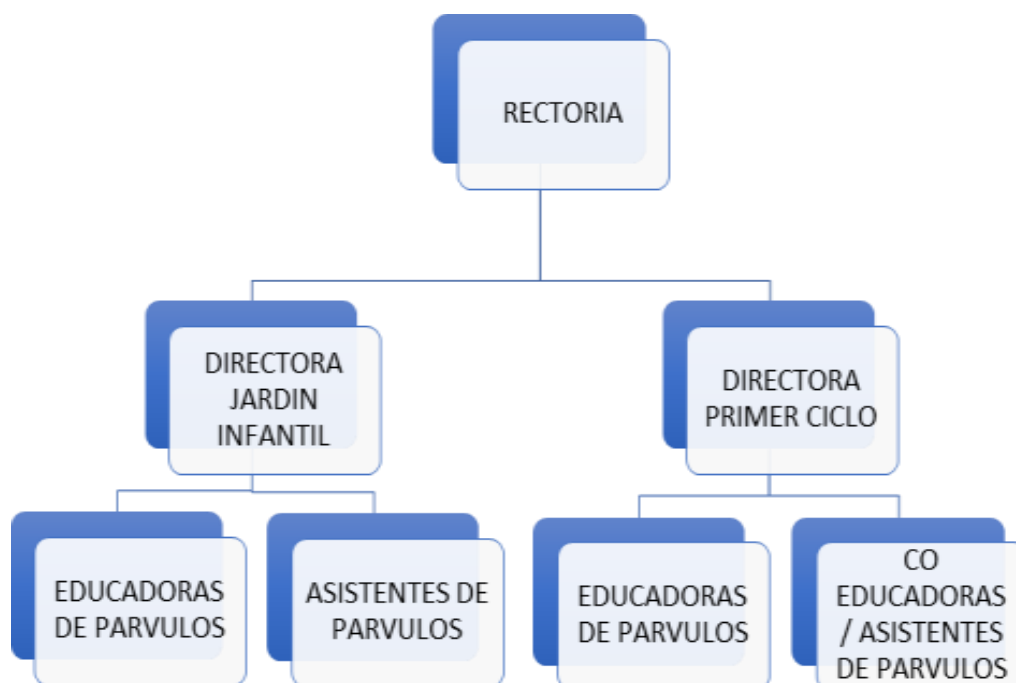 RECTORIA
DIRECTORA
JARDIN
INFANTIL
DIRECTORA
PRIMER CICLO
EDUCADORAS
DE PARVULOS
ASISTENTES DE
PARVULOS
EDUCADORAS
DE PARVULOS
CO
EDUCADORAS
/ ASISTENTES
DE PARVULOS